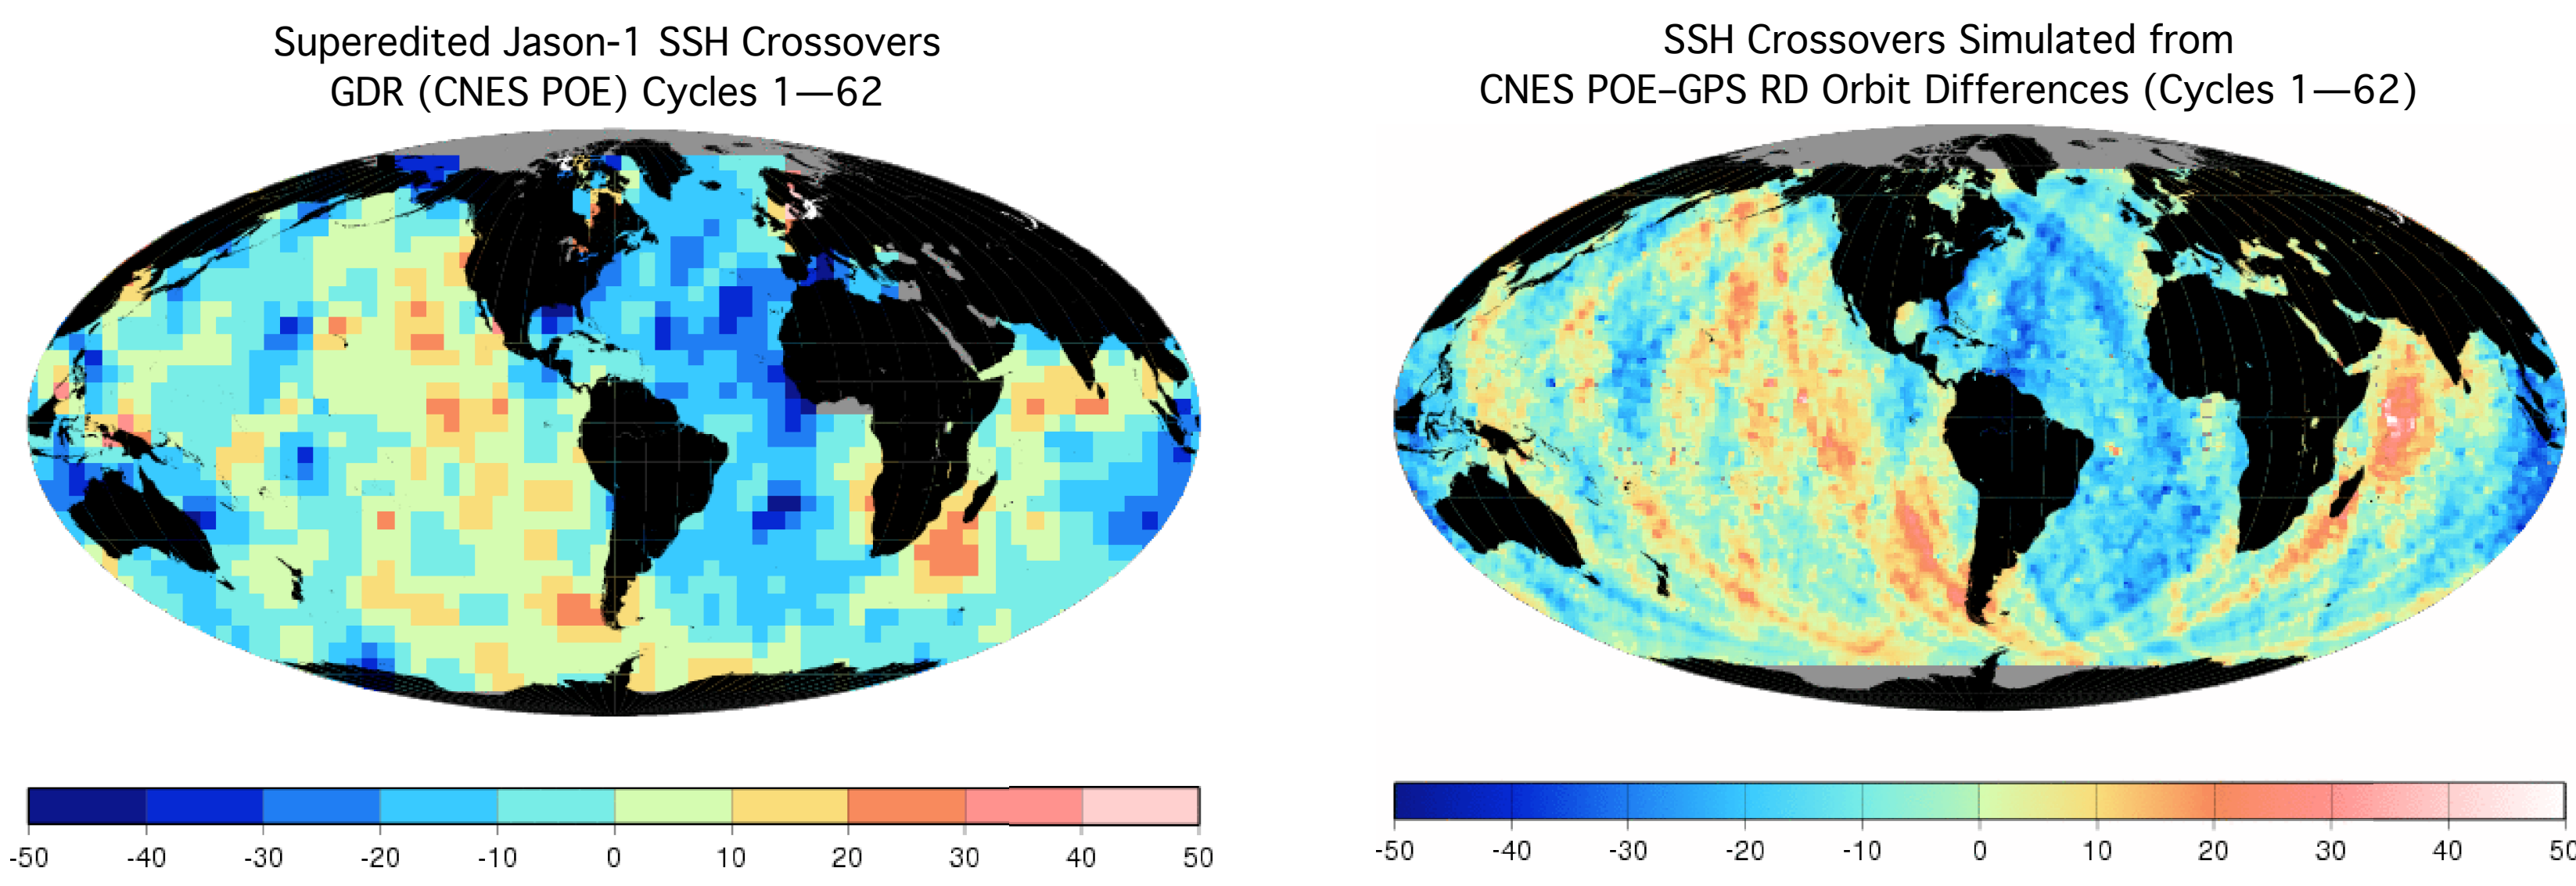 Superedited Jason-1 SSH Crossovers
GDR (CNES POE) Cycles 1—62
SSH Crossovers Simulated from
CNES POE–GPS RD Orbit Differences (Cycles 1—62)
-50 -40 -30 -20 -10 0 10 20 30 40 50
-50 -40 -30 -20 -10 0 10 20 30 40 50